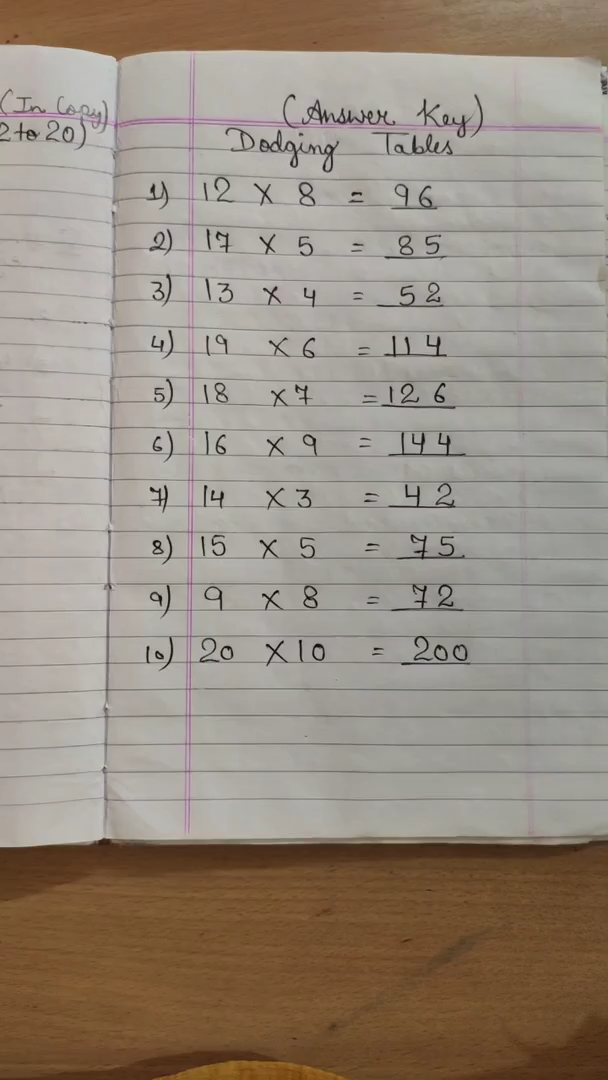 (In Copy)
2 to 20)
(Answer Key)
Dodging Tables
1) 12 X 8 = 96
2) 17 X 5 = 85
3) 13 X 4 = 52
4) 19 X 6 = 114
5) 18 X 7 = 126
6) 16 X 9 = 144
7) 14 X 3 = 42
8) 15 X 5 = 75
9) 9 X 8 = 72
10) 20 X 10 = 200